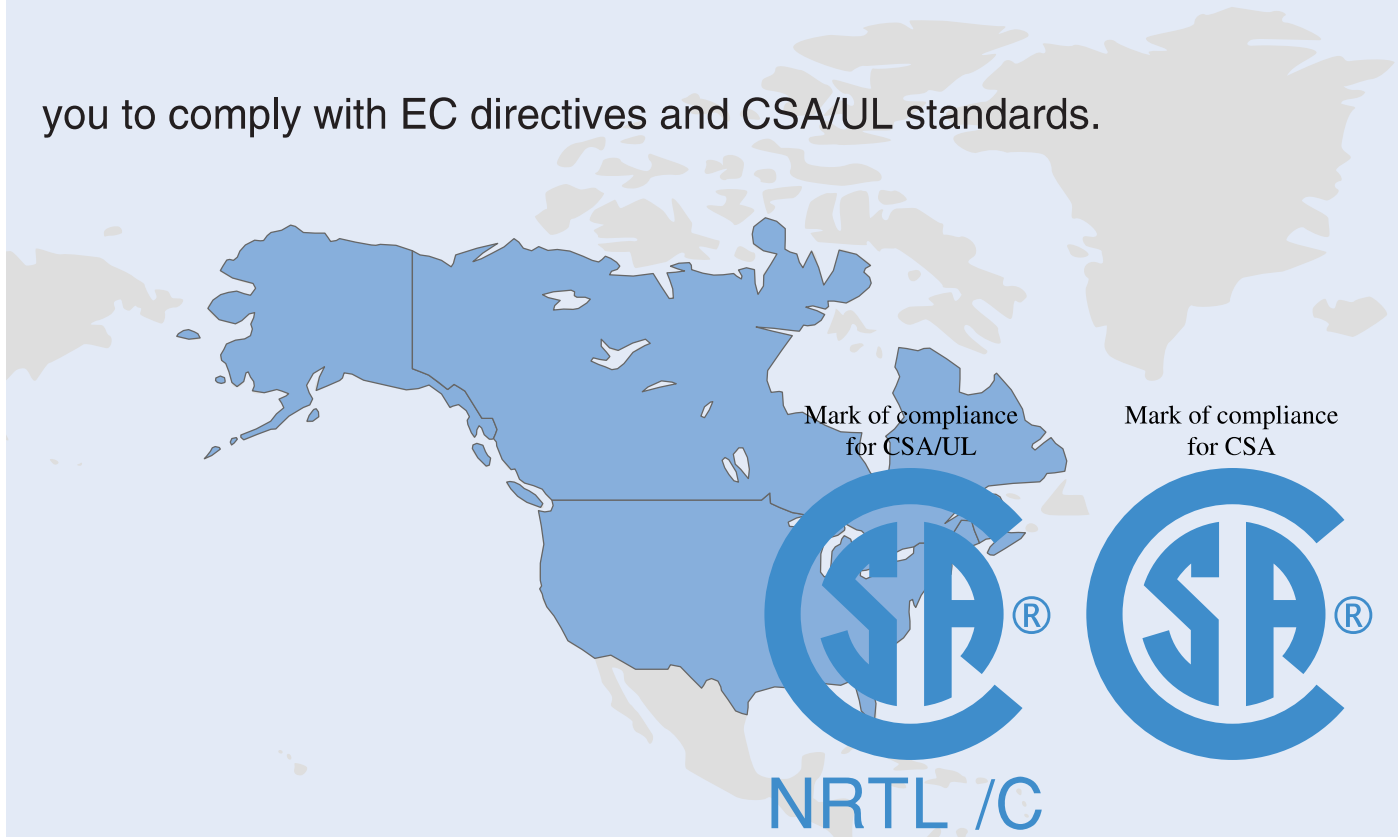 you to comply with EC directives and CSA/UL standards.
Mark of compliance
for CSA/UL
Mark of compliance
for CSA
CSA ®
CSA ®
NRTL /C